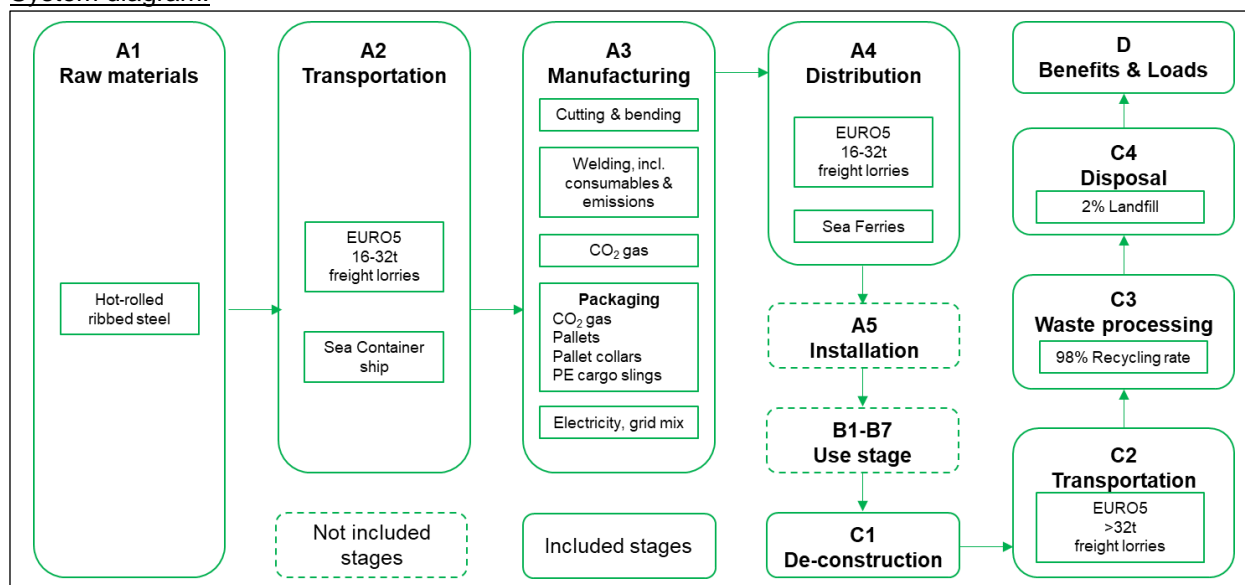 System diagram:
A1
Raw materials
Hot-rolled
ribbed steel
A2
Transportation
EURO5
16-32t
freight lorries
Sea Container
ship
A3
Manufacturing
Cutting & bending
Welding, incl.
consumables &
emissions
CO₂ gas
Packaging
CO₂ gas
Pallets
Pallet collars
PE cargo slings
Electricity, grid mix
A4
Distribution
EURO5
16-32t
freight lorries
Sea Ferries
A5
Installation
B1-B7
Use stage
C1
De-construction
C2
Transportation
EURO5
>32t
freight lorries
C3
Waste processing
98% Recycling rate
C4
Disposal
2% Landfill
D
Benefits & Loads
Not included
stages
Included stages